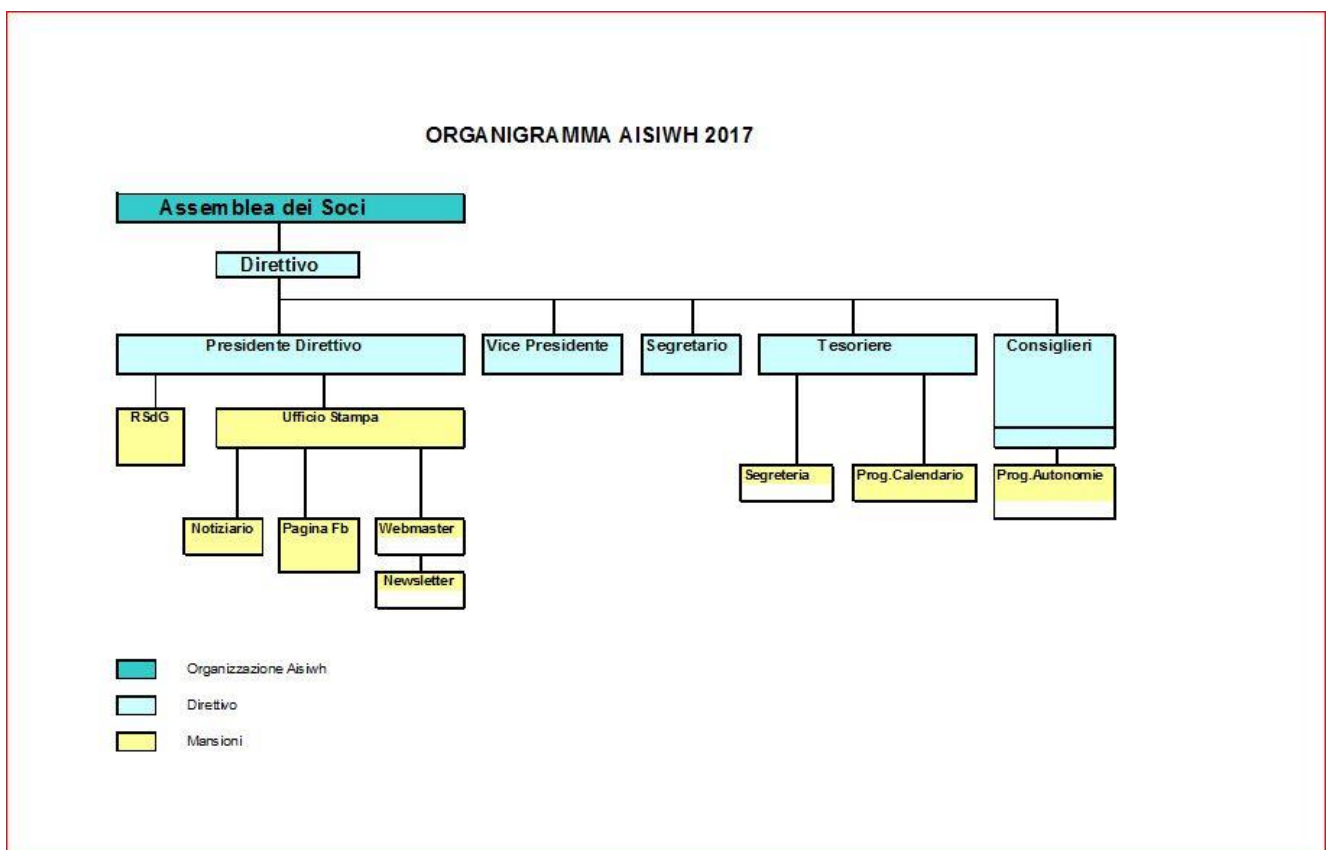 ORGANIGRAMMA AISIWH 2017
Assemblea dei Soci
Direttivo
Presidente Direttivo
Vice Presidente
Segretario
Tesoriere
Consiglieri
RSdG
Ufficio Stampa
Segreteria
Prog.Calendario
Prog.Autonomie
Notiziario
Pagina Fb
Webmaster
Newsletter
Organizzazione Aisiwh
Direttivo
Mansioni